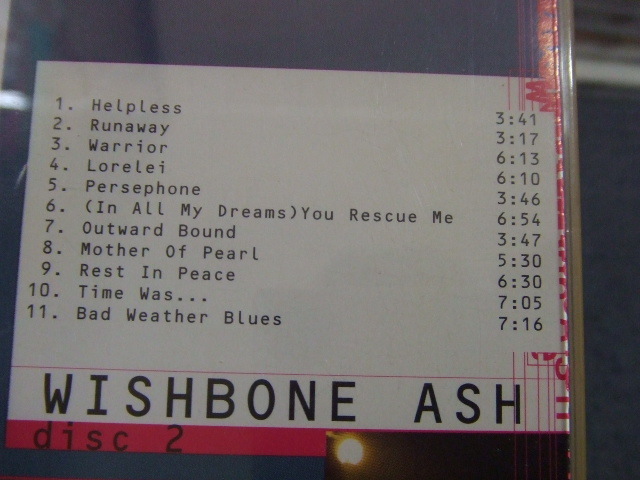 1. Helpless 3:41
2. Runaway 3:17
3. Warrior 6:13
4. Lorelei 6:10
5. Persephone 3:46
6. (In All My Dreams)You Rescue Me 6:54
7. Outward Bound 3:47
8. Mother Of Pearl 5:30
9. Rest In Peace 6:30
10. Time Was... 7:05
11. Bad Weather Blues 7:16
WISHBONE ASH
disc 2